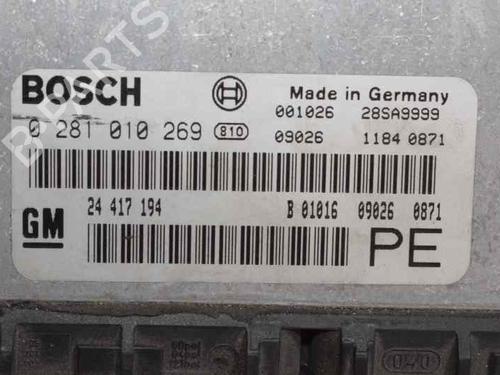 BOSCH
Made in Germany
001026 28SA9999
0 281 010 269 810 09026 1184 0871
24 417 194 B 01016 09026 0871
GM PE